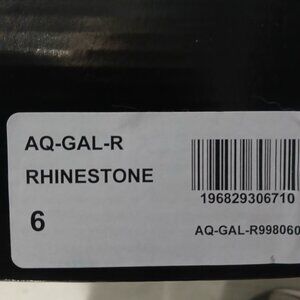 AQ-GAL-R
RHINESTONE
6
196829306710
AQ-GAL-R998060